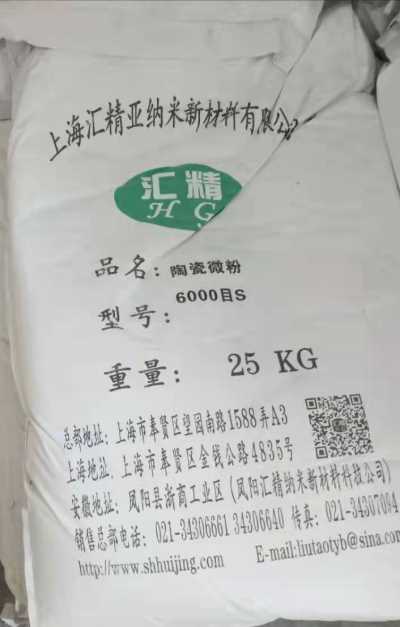 上海汇精亚纳米新材料有限公
汇精
H G
品名：陶瓷微粉
型号：6000目S
重量：25 KG
总部地址：上海市奉贤区望园南路1588弄A3
上海地址：上海市奉贤区金钱公路4835号
安徽地址：凤阳县浙商工业区（凤阳汇精纳米新材料科技公司）
销售总部电话：021-34306661 34306640 传真：021-34307094
http://www.shhuijing.com E-mail:liutaotyb@sina.com